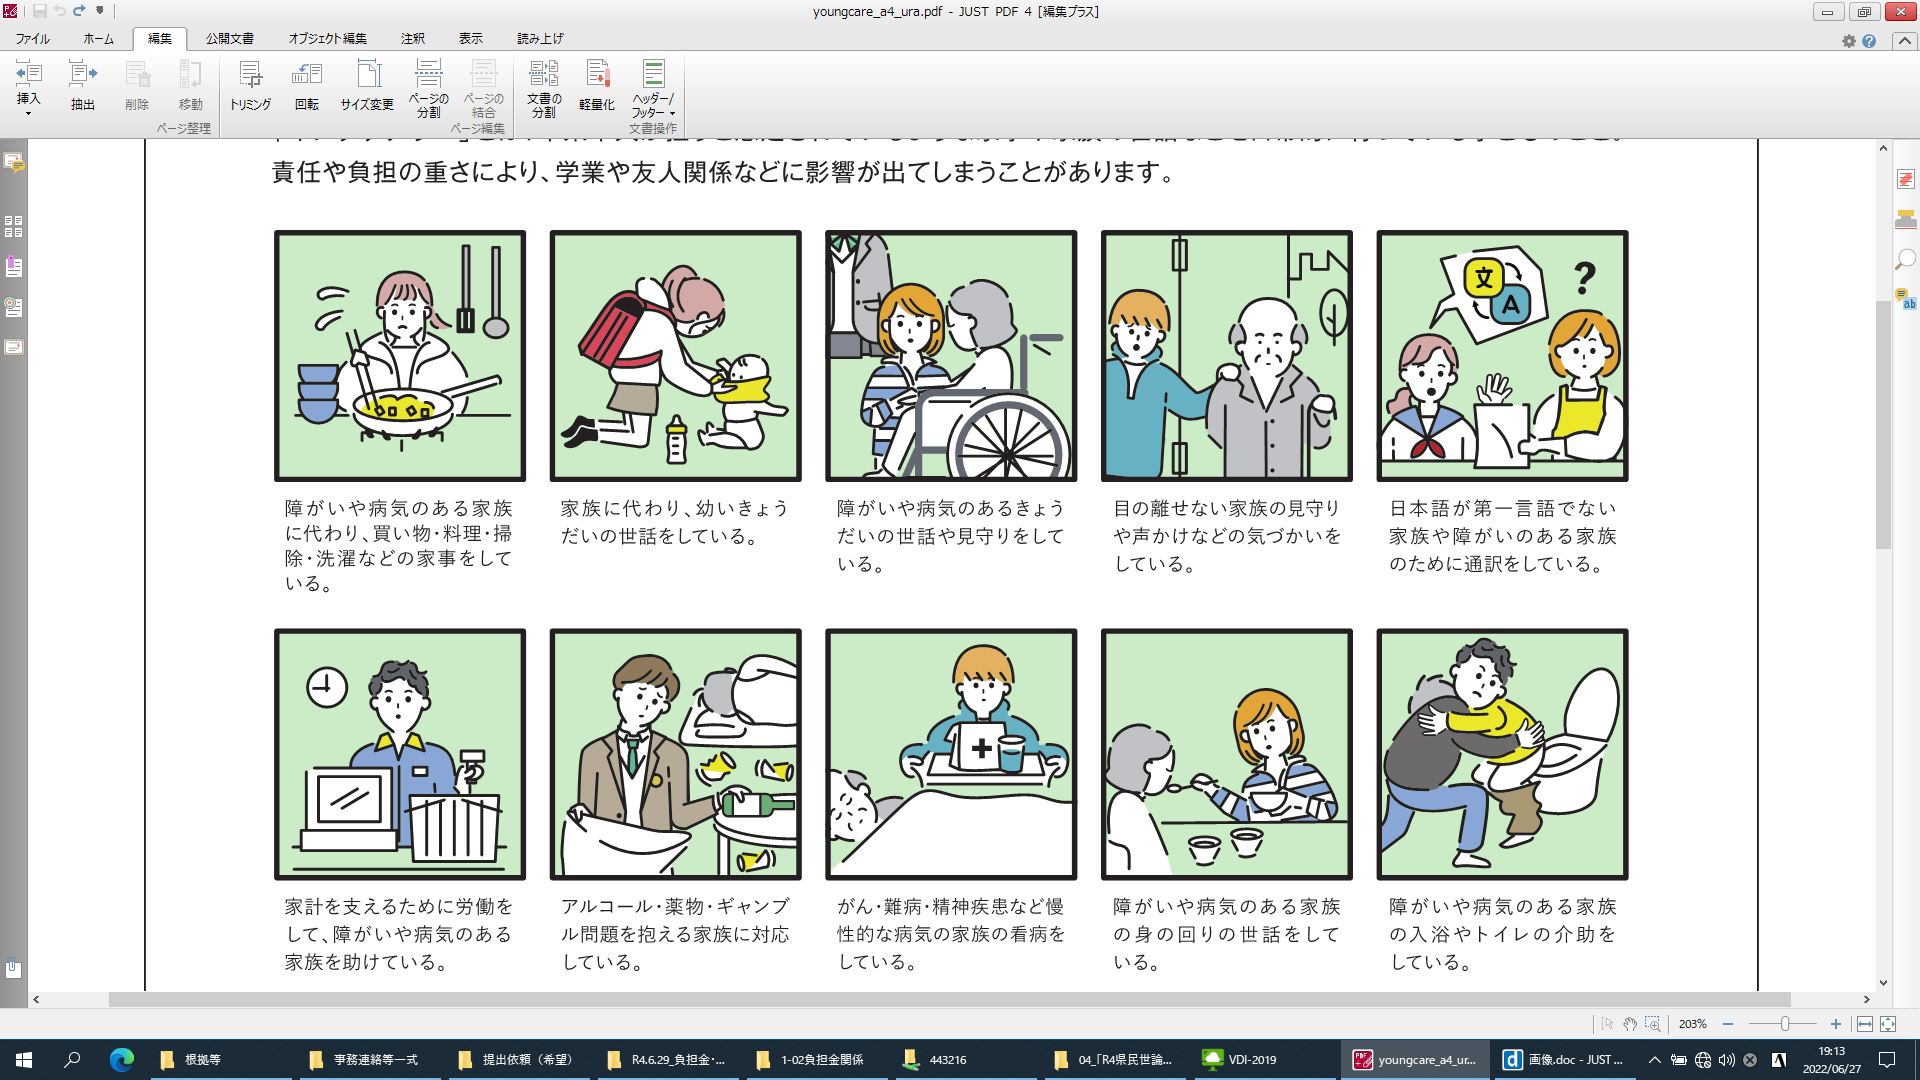 youngcare_a4_ura.pdf - JUST PDF 4 [編集プラス]
ファイル ホーム 編集 公開文書 オブジェクト編集 注釈 表示 読み上げ
挿入 抽出 削除 移動 トリミング 回転 サイズ変更 ページの分割 ページの結合 文書の分割 軽量化 ヘッダー/フッター
ページ整理 ページ編集 文書操作
責任や負担の重さにより、学業や友人関係などに影響が出てしまうことがあります。
文
A
?
障がいや病気のある家族
に代わり、買い物・料理・掃
除・洗濯などの家事をして
いる。
家族に代わり、幼いきょう
だいの世話をしている。
障がいや病気のあるきょう
だいの世話や見守りをして
いる。
目の離せない家族の見守り
や声かけなどの気づかいを
している。
日本語が第一言語でない
家族や障がいのある家族
のために通訳をしている。
家計を支えるために労働を
して、障がいや病気のある
家族を助けている。
アルコール・薬物・ギャンブ
ル問題を抱える家族に対応
している。
がん・難病・精神疾患など慢
性的な病気の家族の看病を
している。
障がいや病気のある家族
の身の回りの世話をして
いる。
障がいや病気のある家族
の入浴やトイレの介助を
している。
203%
根拠等 事務連絡等一式 提出依頼（希望） R4.6.29_負担金・... 1-02負担金関係 443216 04_「R4県民世論... VDI-2019 youngcare_a4_ur... 画像.doc - JUST ... A
19:13
2022/06/27